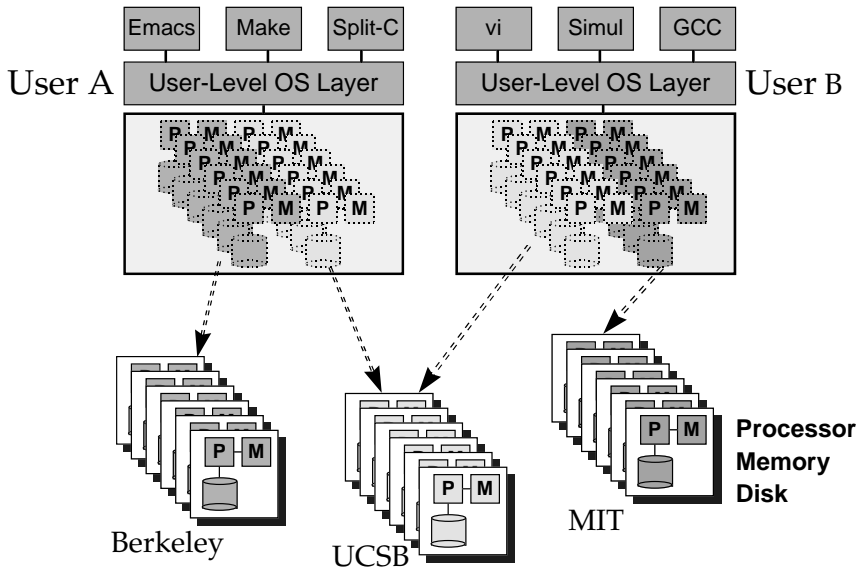 Emacs Make Split-C vi Simul GCC
User A User-Level OS Layer User-Level OS Layer User B
P M P M P M P M
P M P M P M P M
P M P M P M P M
P M P M P M P M
P M P M P M P M
P M P M P M P M
P M Processor
Memory
Disk
P M
P M
Berkeley UCSB MIT